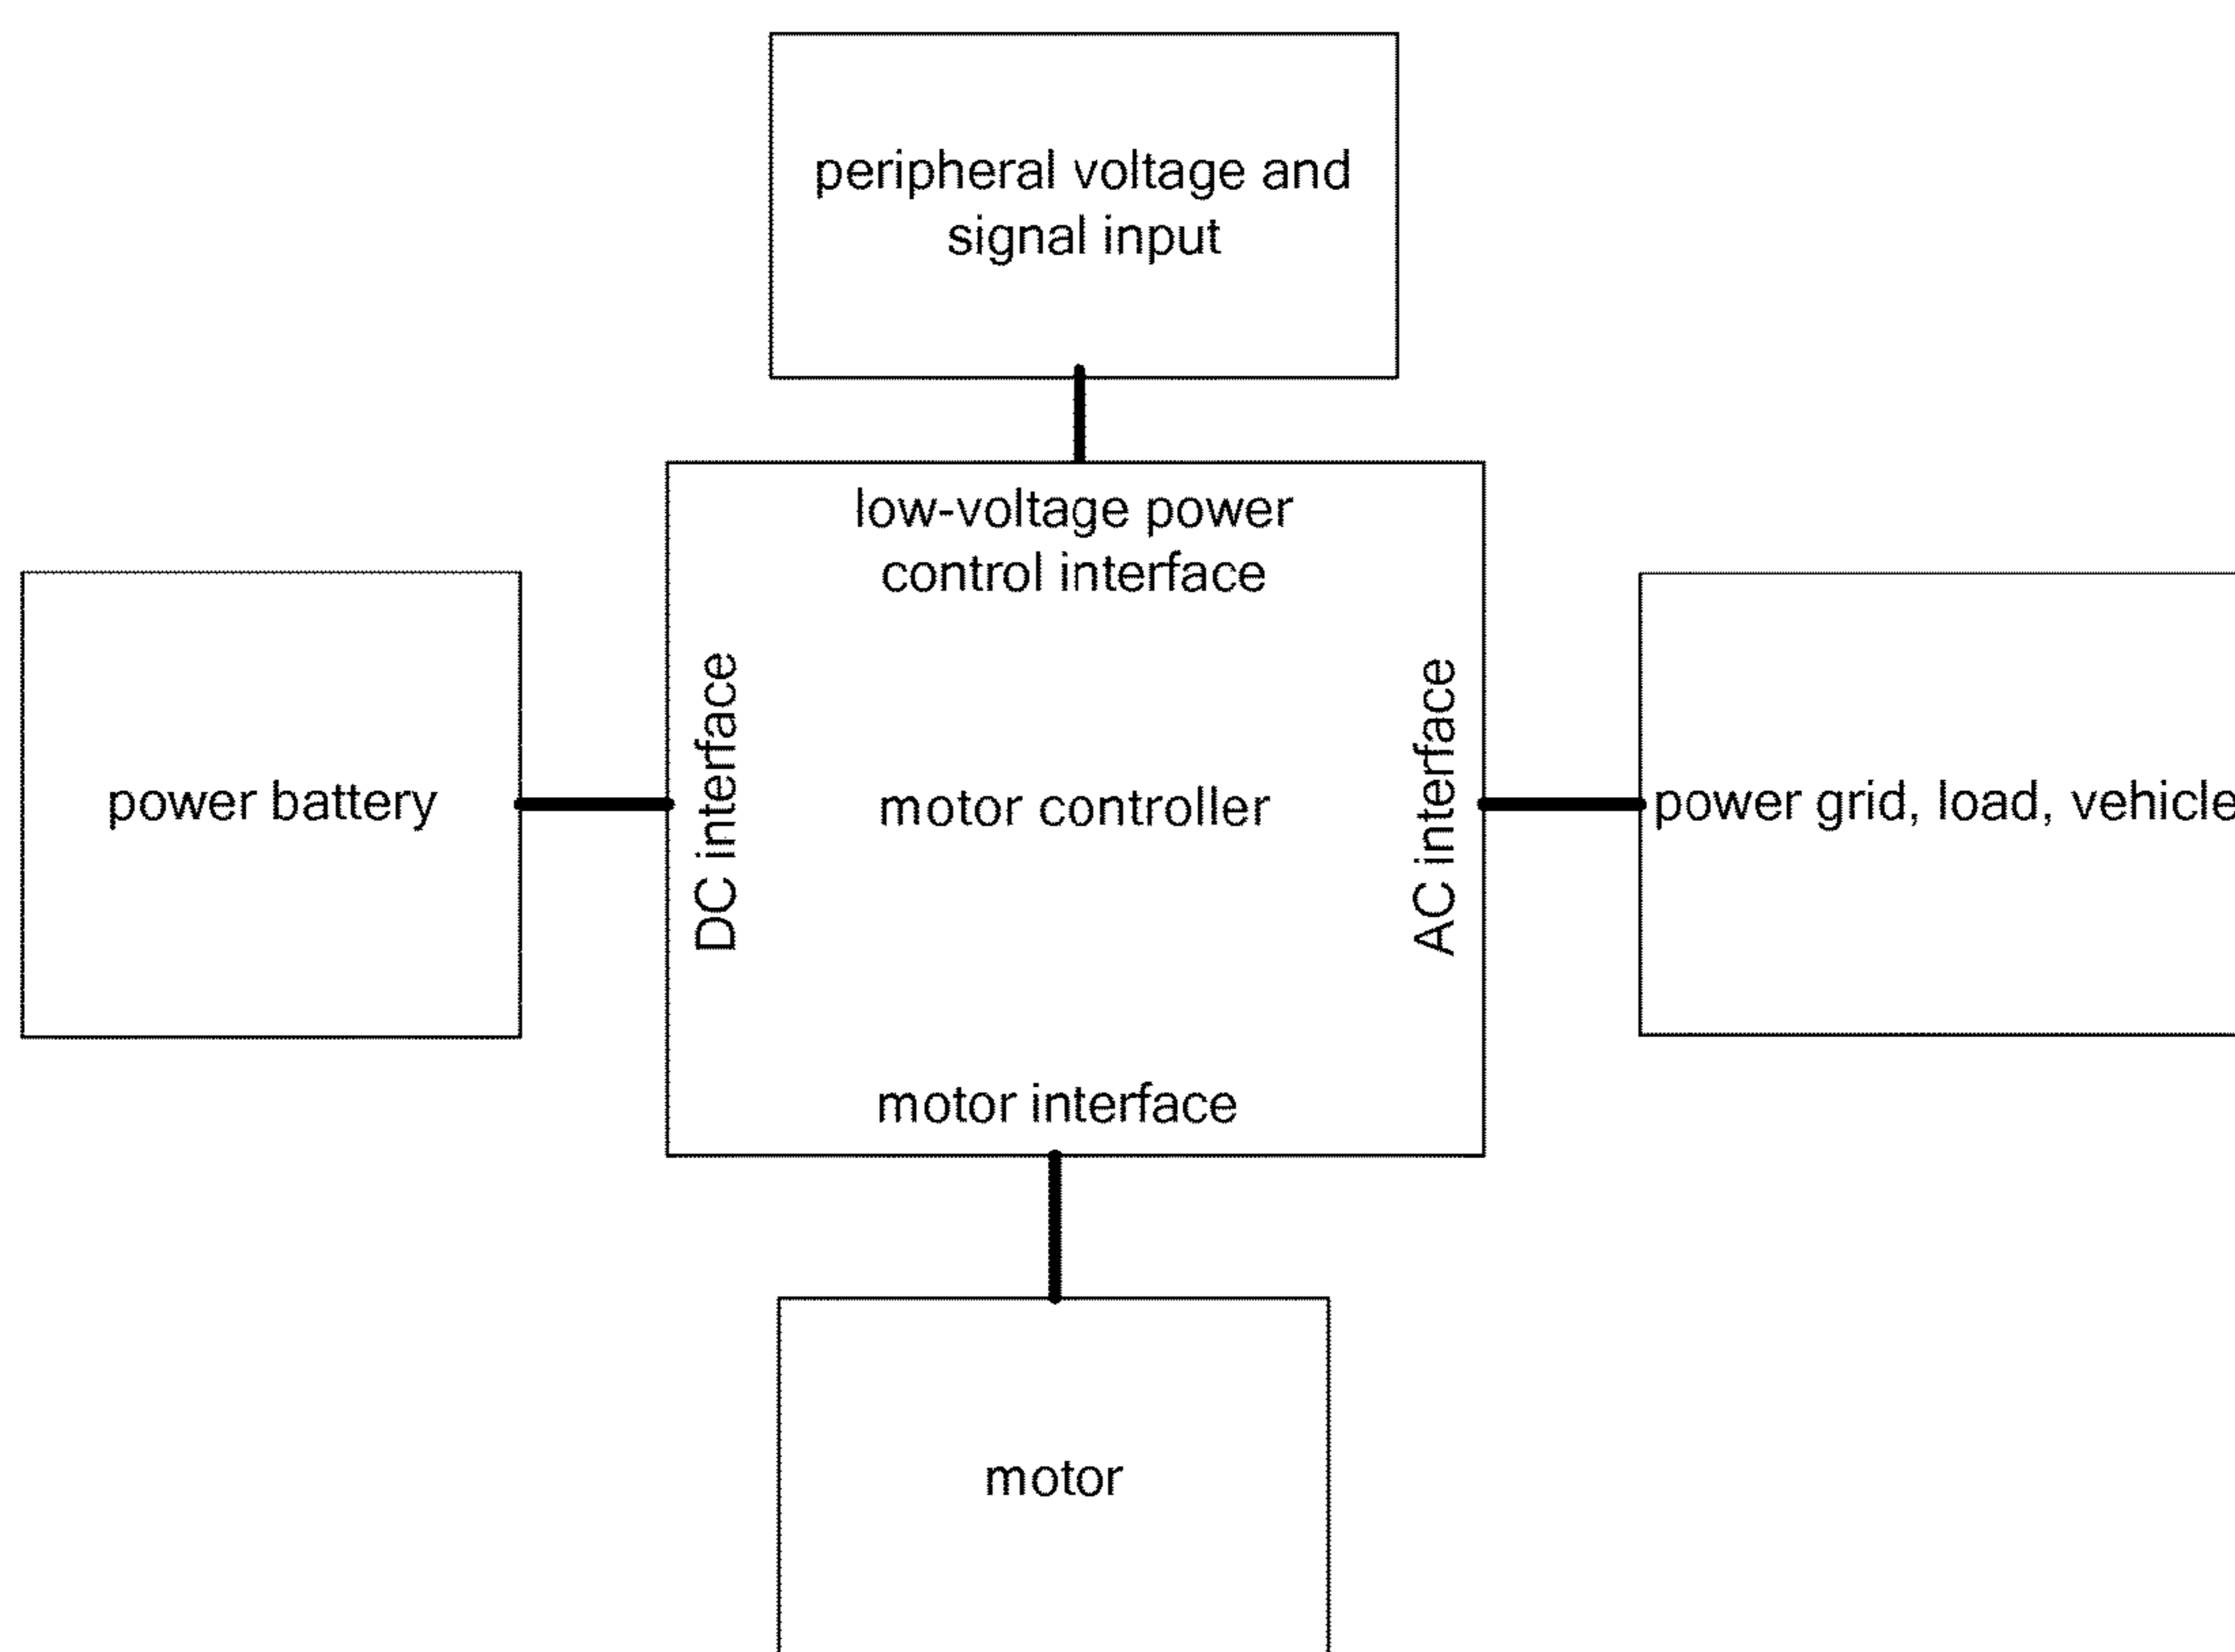 peripheral voltage and
signal input
low-voltage power
control interface
power battery
DC interface
motor controller
AC interface
power grid, load, vehicle
motor interface
motor